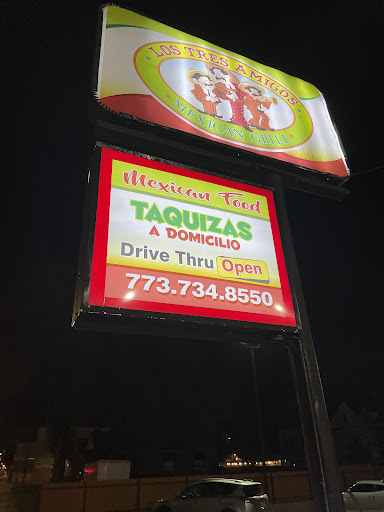 LOS TRES AMIGOS
MEXICAN GRILL
Mexican Food
TAQUIZAS
A DOMICILIO
Drive Thru Open
773.734.8550